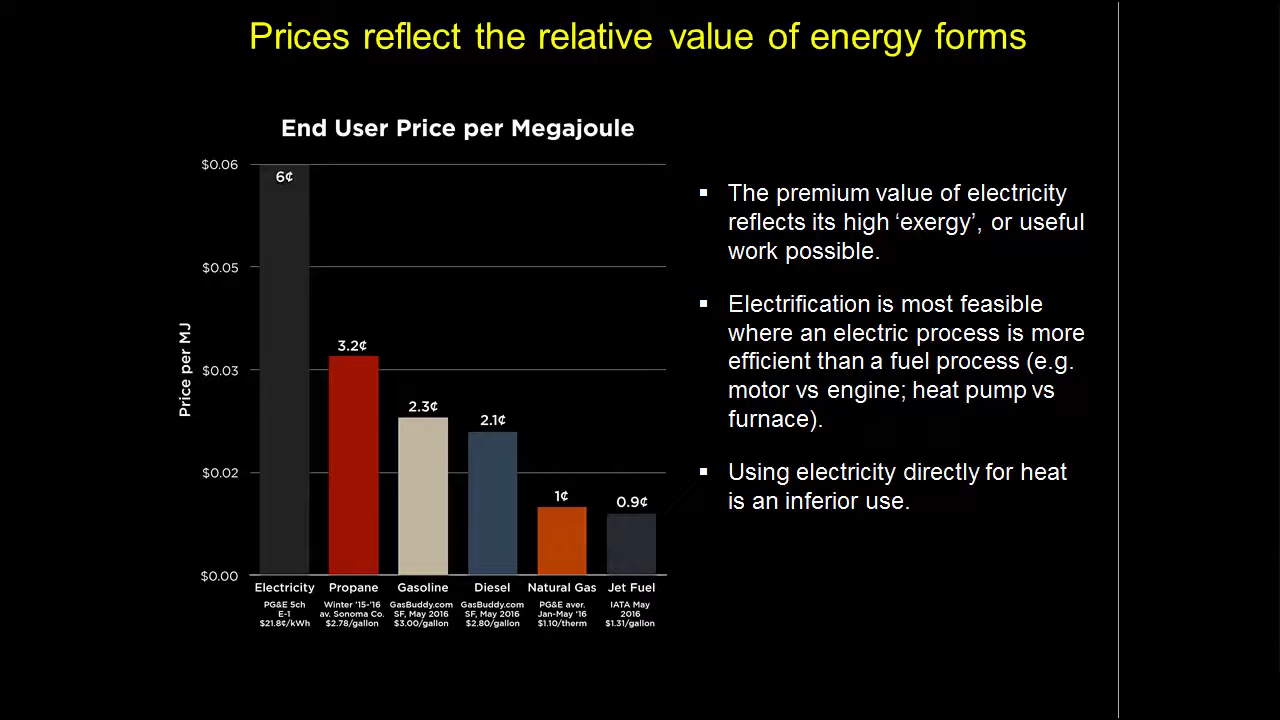 Prices reflect the relative value of energy forms
End User Price per Megajoule
Price per MJ
$0.06
$0.05
$0.03
$0.02
$0.00
6¢
3.2¢
2.3¢
2.1¢
1¢
0.9¢
Electricity
PG&E Sch
E-1
$21.8¢/kWh
Propane
Winter '15-'16
av. Sonoma Co.
$2.78/gallon
Gasoline
GasBuddy.com
SF, May 2016
$3.00/gallon
Diesel
GasBuddy.com
SF, May 2016
$2.80/gallon
Natural Gas
PG&E aver.
Jan-May '16
$1.10/therm
Jet Fuel
IATA May
2016
$1.31/gallon
▪ The premium value of electricity
reflects its high ‘exergy’, or useful
work possible.
▪ Electrification is most feasible
where an electric process is more
efficient than a fuel process (e.g.
motor vs engine; heat pump vs
furnace).
▪ Using electricity directly for heat
is an inferior use.